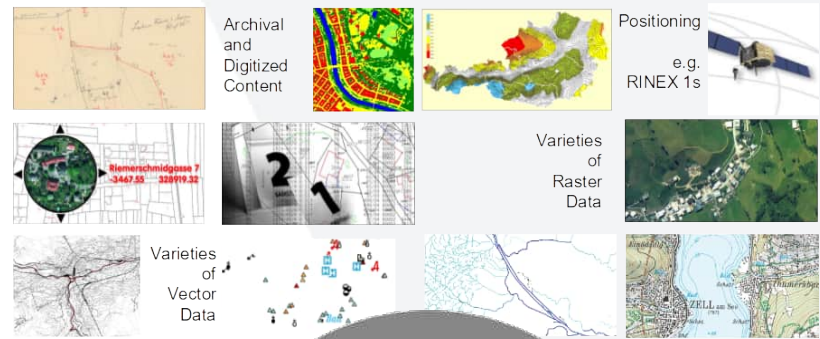 Archival
and
Digitized
Content
Positioning
e.g.
RINEX 1s
Riemerschmidgasse 7
-3467.55 328919.32
2
1
Varieties
of
Raster
Data
Varieties
of
Vector
Data
H
ZELL am See